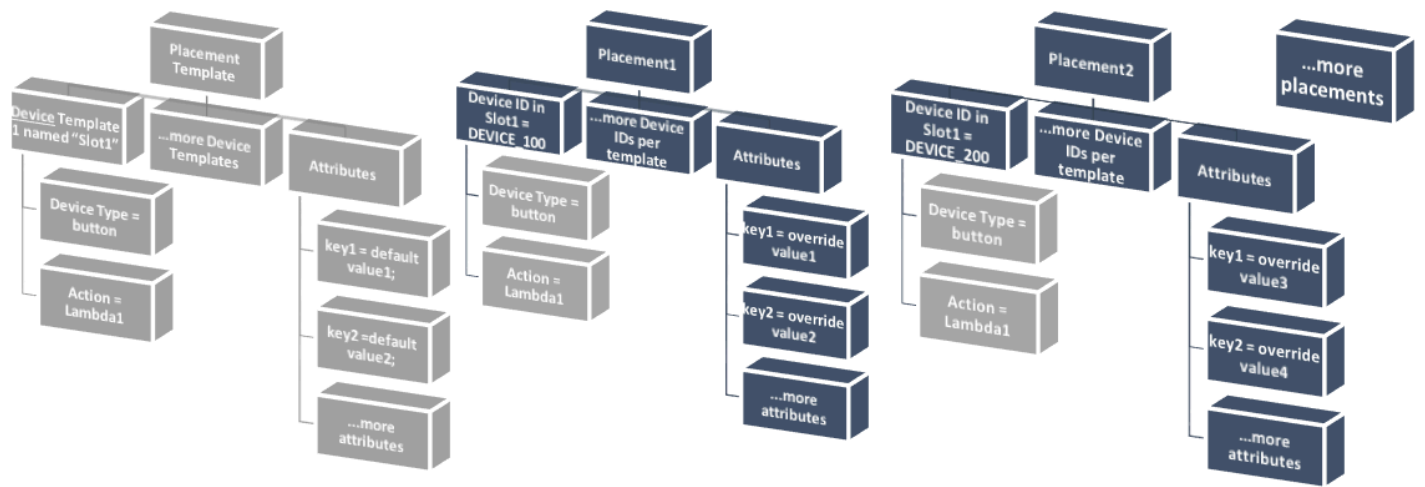 Placement
Template
Device Template
1 named “Slot1”
...more Device
Templates
Attributes
Device Type =
button
Action =
Lambda1
key1 = default
value1;
key2 =default
value2;
...more
attributes
Placement1
Device ID in
Slot1 =
DEVICE_100
...more Device
IDs per
template
Attributes
Device Type =
button
Action =
Lambda1
key1 = override
value1
key2 = override
value2
...more
attributes
Placement2
Device ID in
Slot1 =
DEVICE_200
...more Device
IDs per
template
Attributes
Device Type =
button
Action =
Lambda1
key1 = override
value3
key2 = override
value4
...more
attributes
...more
placements